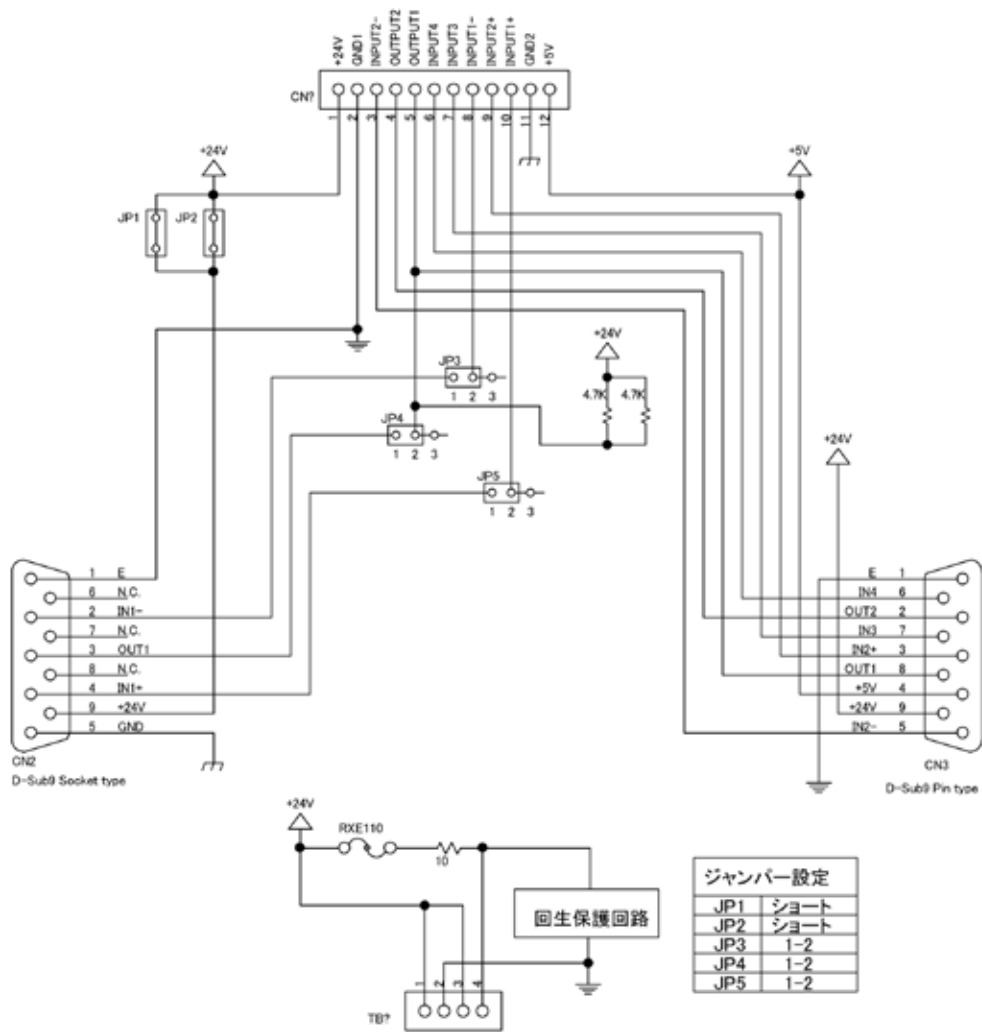 +24V
GND1
INPUT2-
OUTPUT2
OUTPUT1
INPUT4
INPUT3
INPUT1-
INPUT2+
INPUT1+
GND2
+5V
CN?
1 2 3 4 5 6 7 8 9 10 11 12
+24V
+5V
JP1
JP2
+24V
JP3
1 2 3
4.7K 4.7K
JP4
1 2 3
+24V
JP5
1 2 3
1 E
6 N.C.
2 IN1-
7 N.C.
3 OUT1
8 N.C.
4 IN1+
9 +24V
5 GND
CN2
D-Sub9 Socket type
E 1
IN4 6
OUT2 2
IN3 7
IN2+ 3
OUT1 8
+5V 4
+24V 9
IN2- 5
CN3
D-Sub9 Pin type
+24V
RXE110
10
回生保護回路
1 2 3 4
TB?
ジャンパー設定
JP1 ショート
JP2 ショート
JP3 1-2
JP4 1-2
JP5 1-2